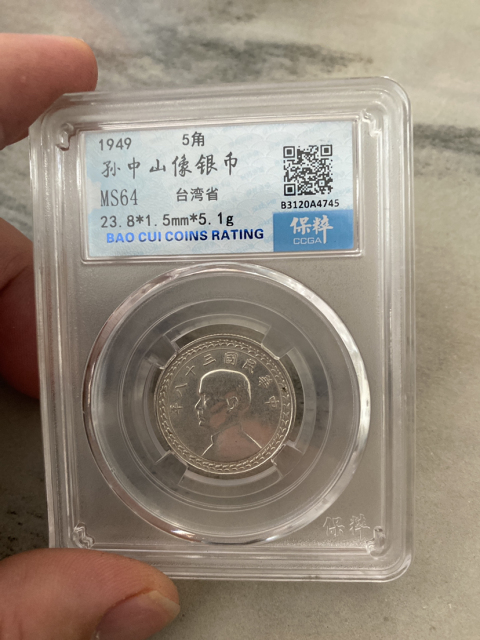 1949 5角
孙中山像银币
MS64 台湾省
B3120A4745
23.8*1.5mm*5.1g
保粹
CCGA
BAO CUI COINS RATING
年八十三國民華中
保粹